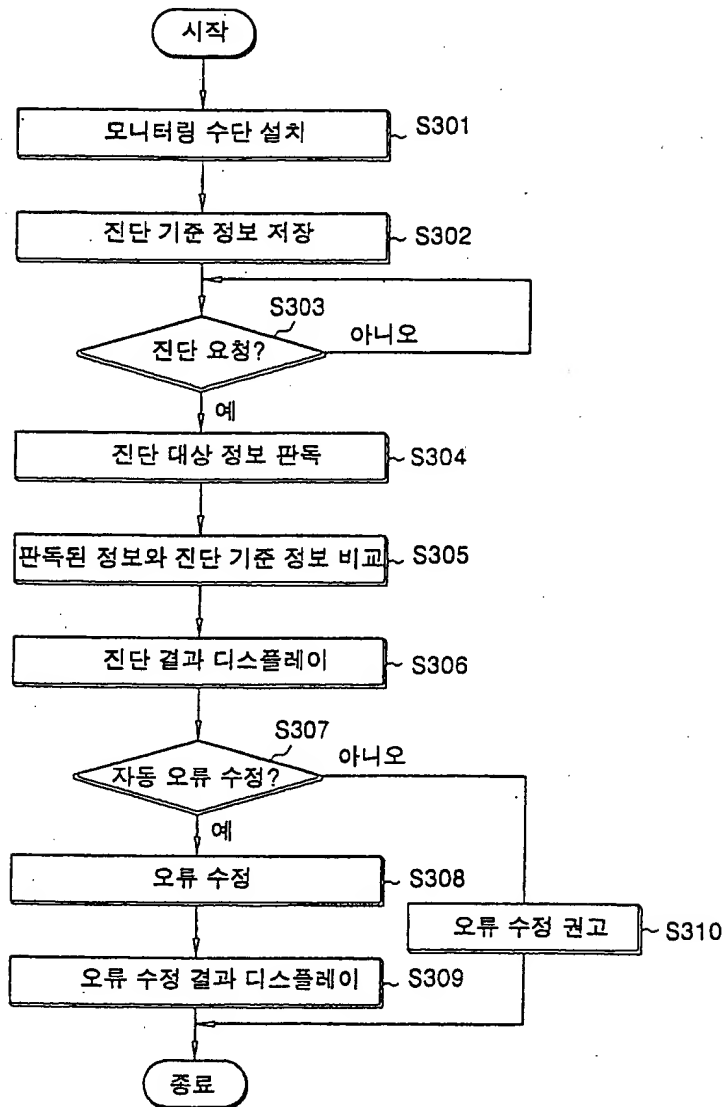 시작
모니터링 수단 설치
S301
진단 기준 정보 저장
S302
S303
진단 요청?
아니오
예
진단 대상 정보 판독
S304
판독된 정보와 진단 기준 정보 비교
S305
진단 결과 디스플레이
S306
S307
자동 오류 수정?
아니오
예
오류 수정
S308
오류 수정 권고
S310
오류 수정 결과 디스플레이
S309
종료